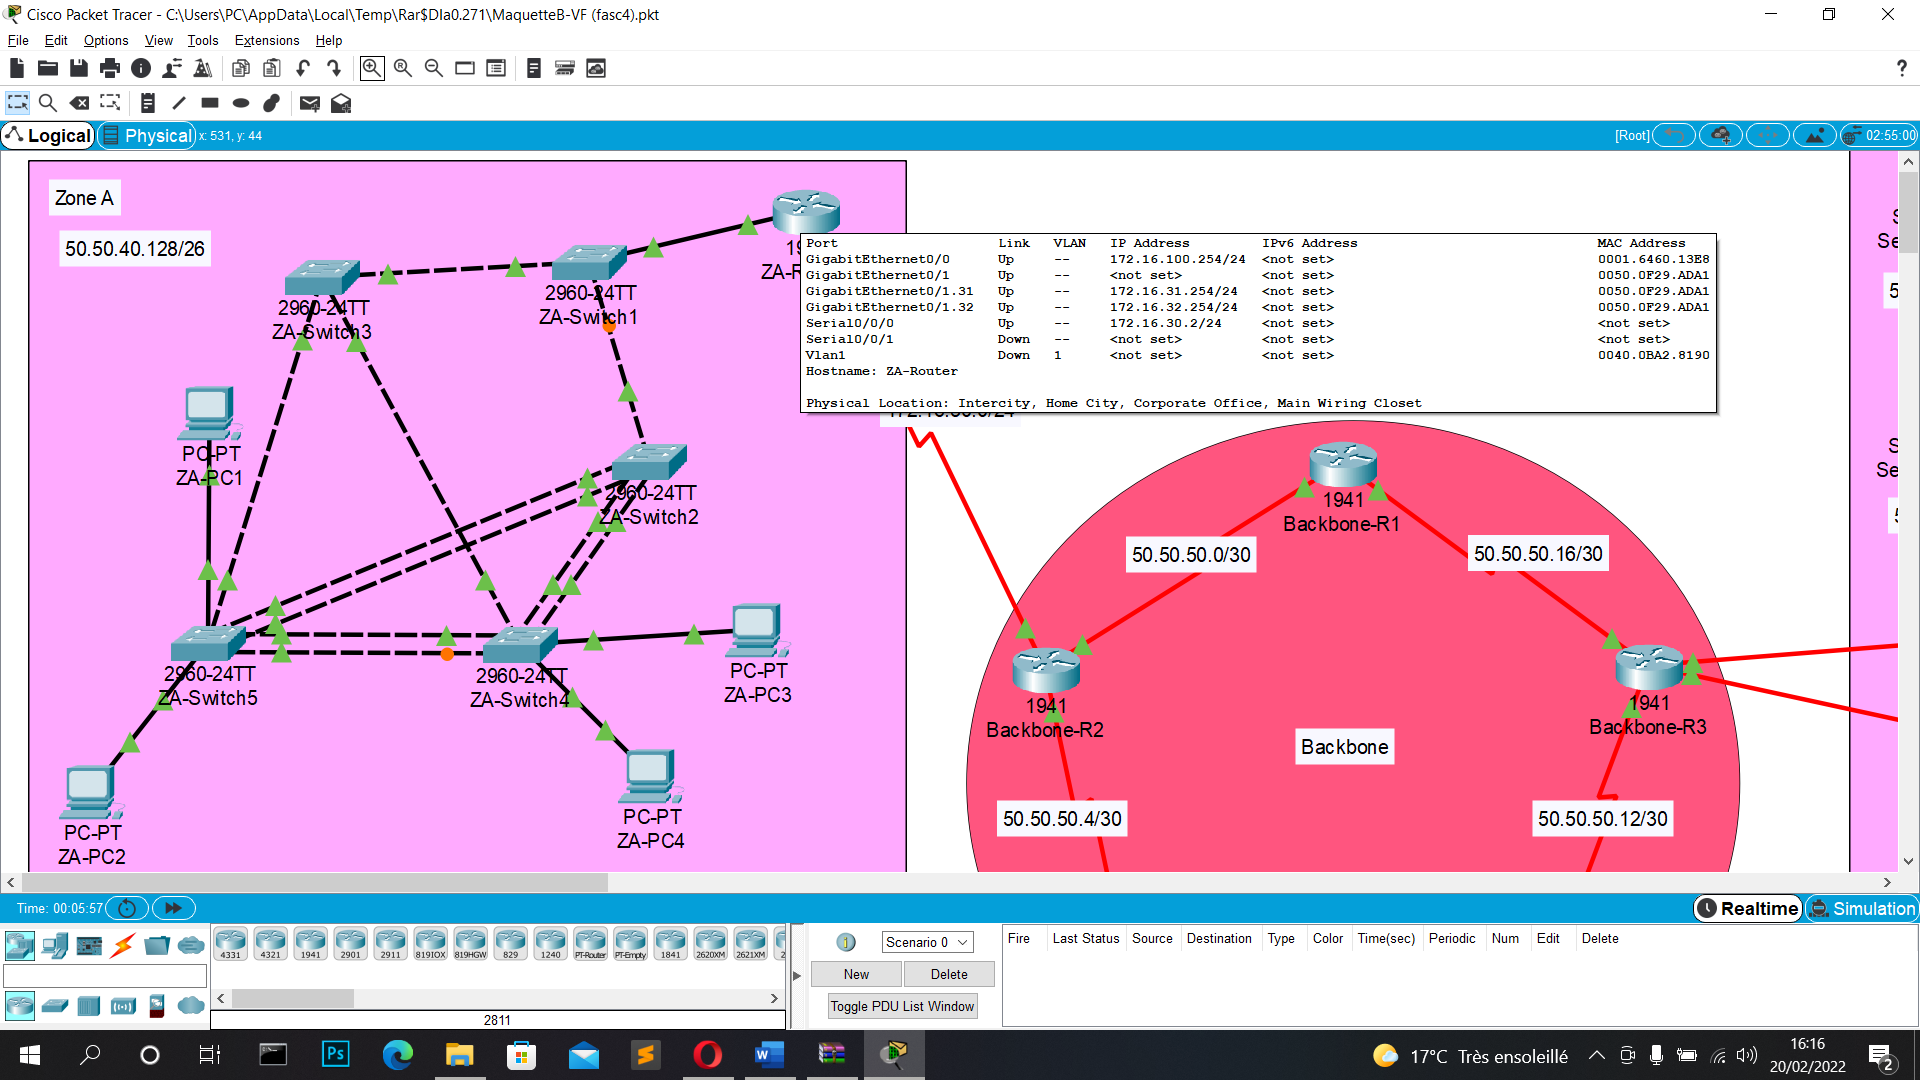 Cisco Packet Tracer - C:\Users\PC\AppData\Local\Temp\Rar$DIa0.271\MaquetteB-VF (fasc4).pkt
File Edit Options View Tools Extensions Help
Logical Physical x: 531, y: 44 [Root] 02:55:00
Zone A
50.50.40.128/26
2960-24TT
ZA-Switch3
2960-24TT
ZA-Switch1
Port Link VLAN IP Address IPv6 Address MAC Address
GigabitEthernet0/0 Up -- 172.16.100.254/24 <not set> 0001.6460.13E8
GigabitEthernet0/1 Up -- <not set> <not set> 0050.0F29.ADA1
GigabitEthernet0/1.31 Up -- 172.16.31.254/24 <not set> 0050.0F29.ADA1
GigabitEthernet0/1.32 Up -- 172.16.32.254/24 <not set> 0050.0F29.ADA1
Serial0/0/0 Up -- 172.16.30.2/24 <not set> <not set>
Serial0/0/1 Down -- <not set> <not set> <not set>
Vlan1 Down 1 <not set> <not set> 0040.0BA2.8190
Hostname: ZA-Router
Physical Location: Intercity, Home City, Corporate Office, Main Wiring Closet
PC-PT
ZA-PC1
2960-24TT
ZA-Switch2
1941
Backbone-R1
50.50.50.0/30
50.50.50.16/30
2960-24TT
ZA-Switch5
2960-24TT
ZA-Switch4
PC-PT
ZA-PC3
1941
Backbone-R2
1941
Backbone-R3
Backbone
PC-PT
ZA-PC2
PC-PT
ZA-PC4
50.50.50.4/30
50.50.50.12/30
Time: 00:05:57
Realtime Simulation
4331 4321 1941 2901 2911 819IOX 819HGW 829 1240 PT-Router PT-Empty 1841 2620XM 2621XM
2811
Scenario 0
New Delete
Toggle PDU List Window
Fire Last Status Source Destination Type Color Time(sec) Periodic Num Edit Delete
17°C Très ensoleillé
16:16
20/02/2022
2